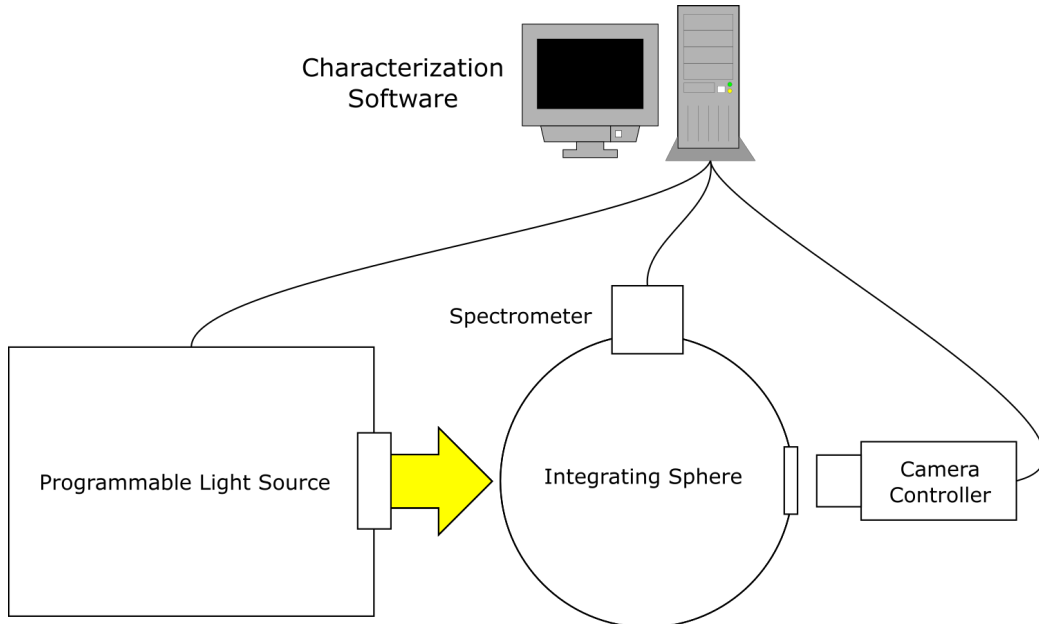 Characterization
Software
Spectrometer
Programmable Light Source
Integrating Sphere
Camera
Controller